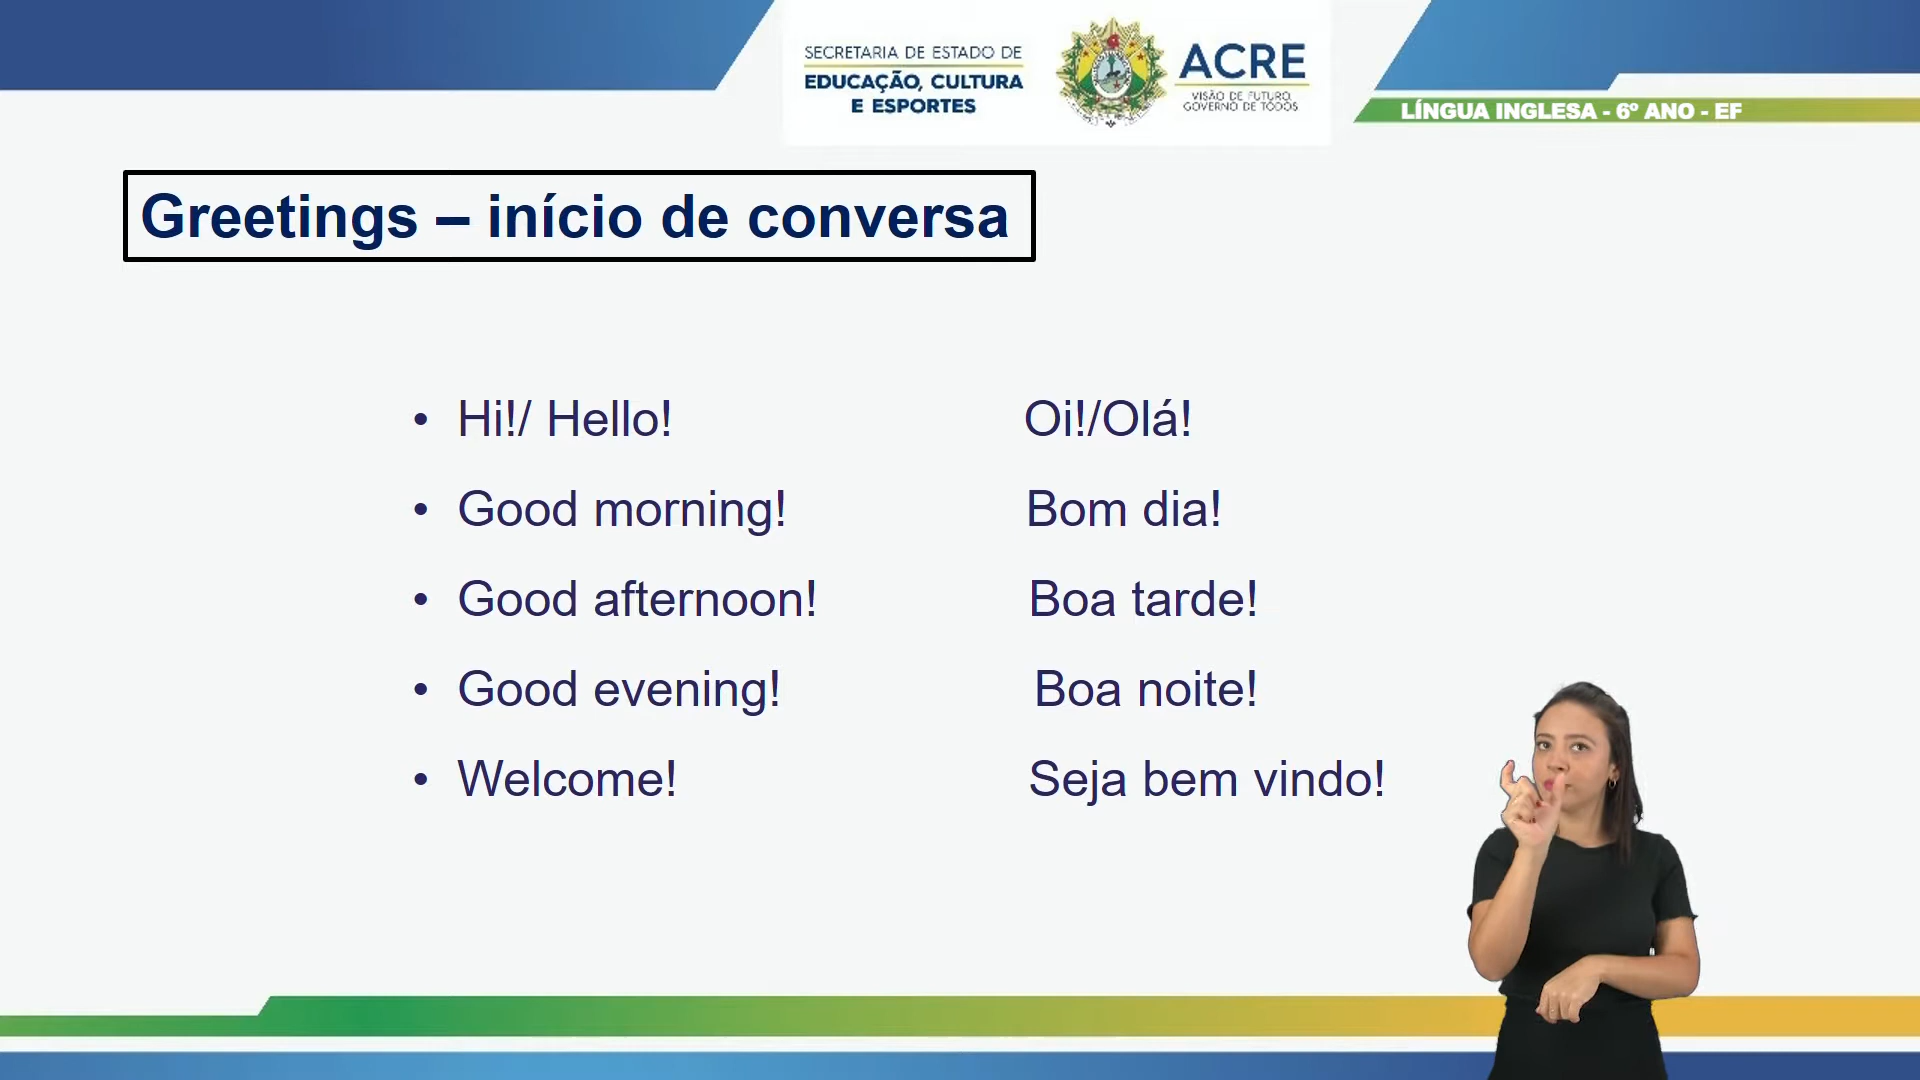 SECRETARIA DE ESTADO DE
EDUCAÇÃO, CULTURA
E ESPORTES
ACRE
VISÃO DE FUTURO,
GOVERNO DE TODOS
LÍNGUA INGLESA - 6º ANO - EF
Greetings – início de conversa
• Hi!/ Hello! Oi!/Olá!
• Good morning! Bom dia!
• Good afternoon! Boa tarde!
• Good evening! Boa noite!
• Welcome! Seja bem vindo!